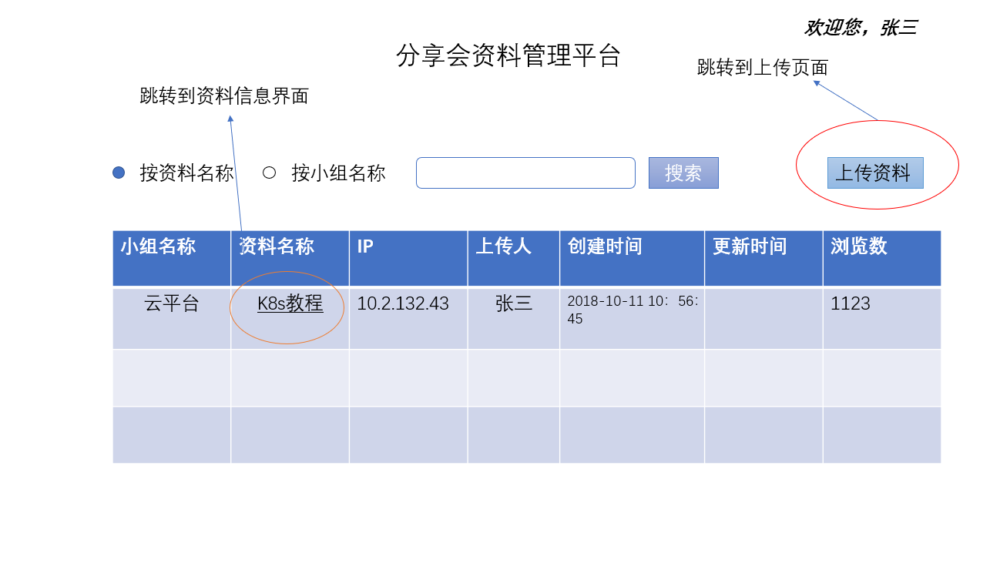 欢迎您，张三
分享会资料管理平台
跳转到上传页面
跳转到资料信息界面
按资料名称 按小组名称 搜索 上传资料
小组名称 资料名称 IP 上传人 创建时间 更新时间 浏览数
云平台 K8s教程 10.2.132.43 张三 2018-10-11 10：56： 1123
45